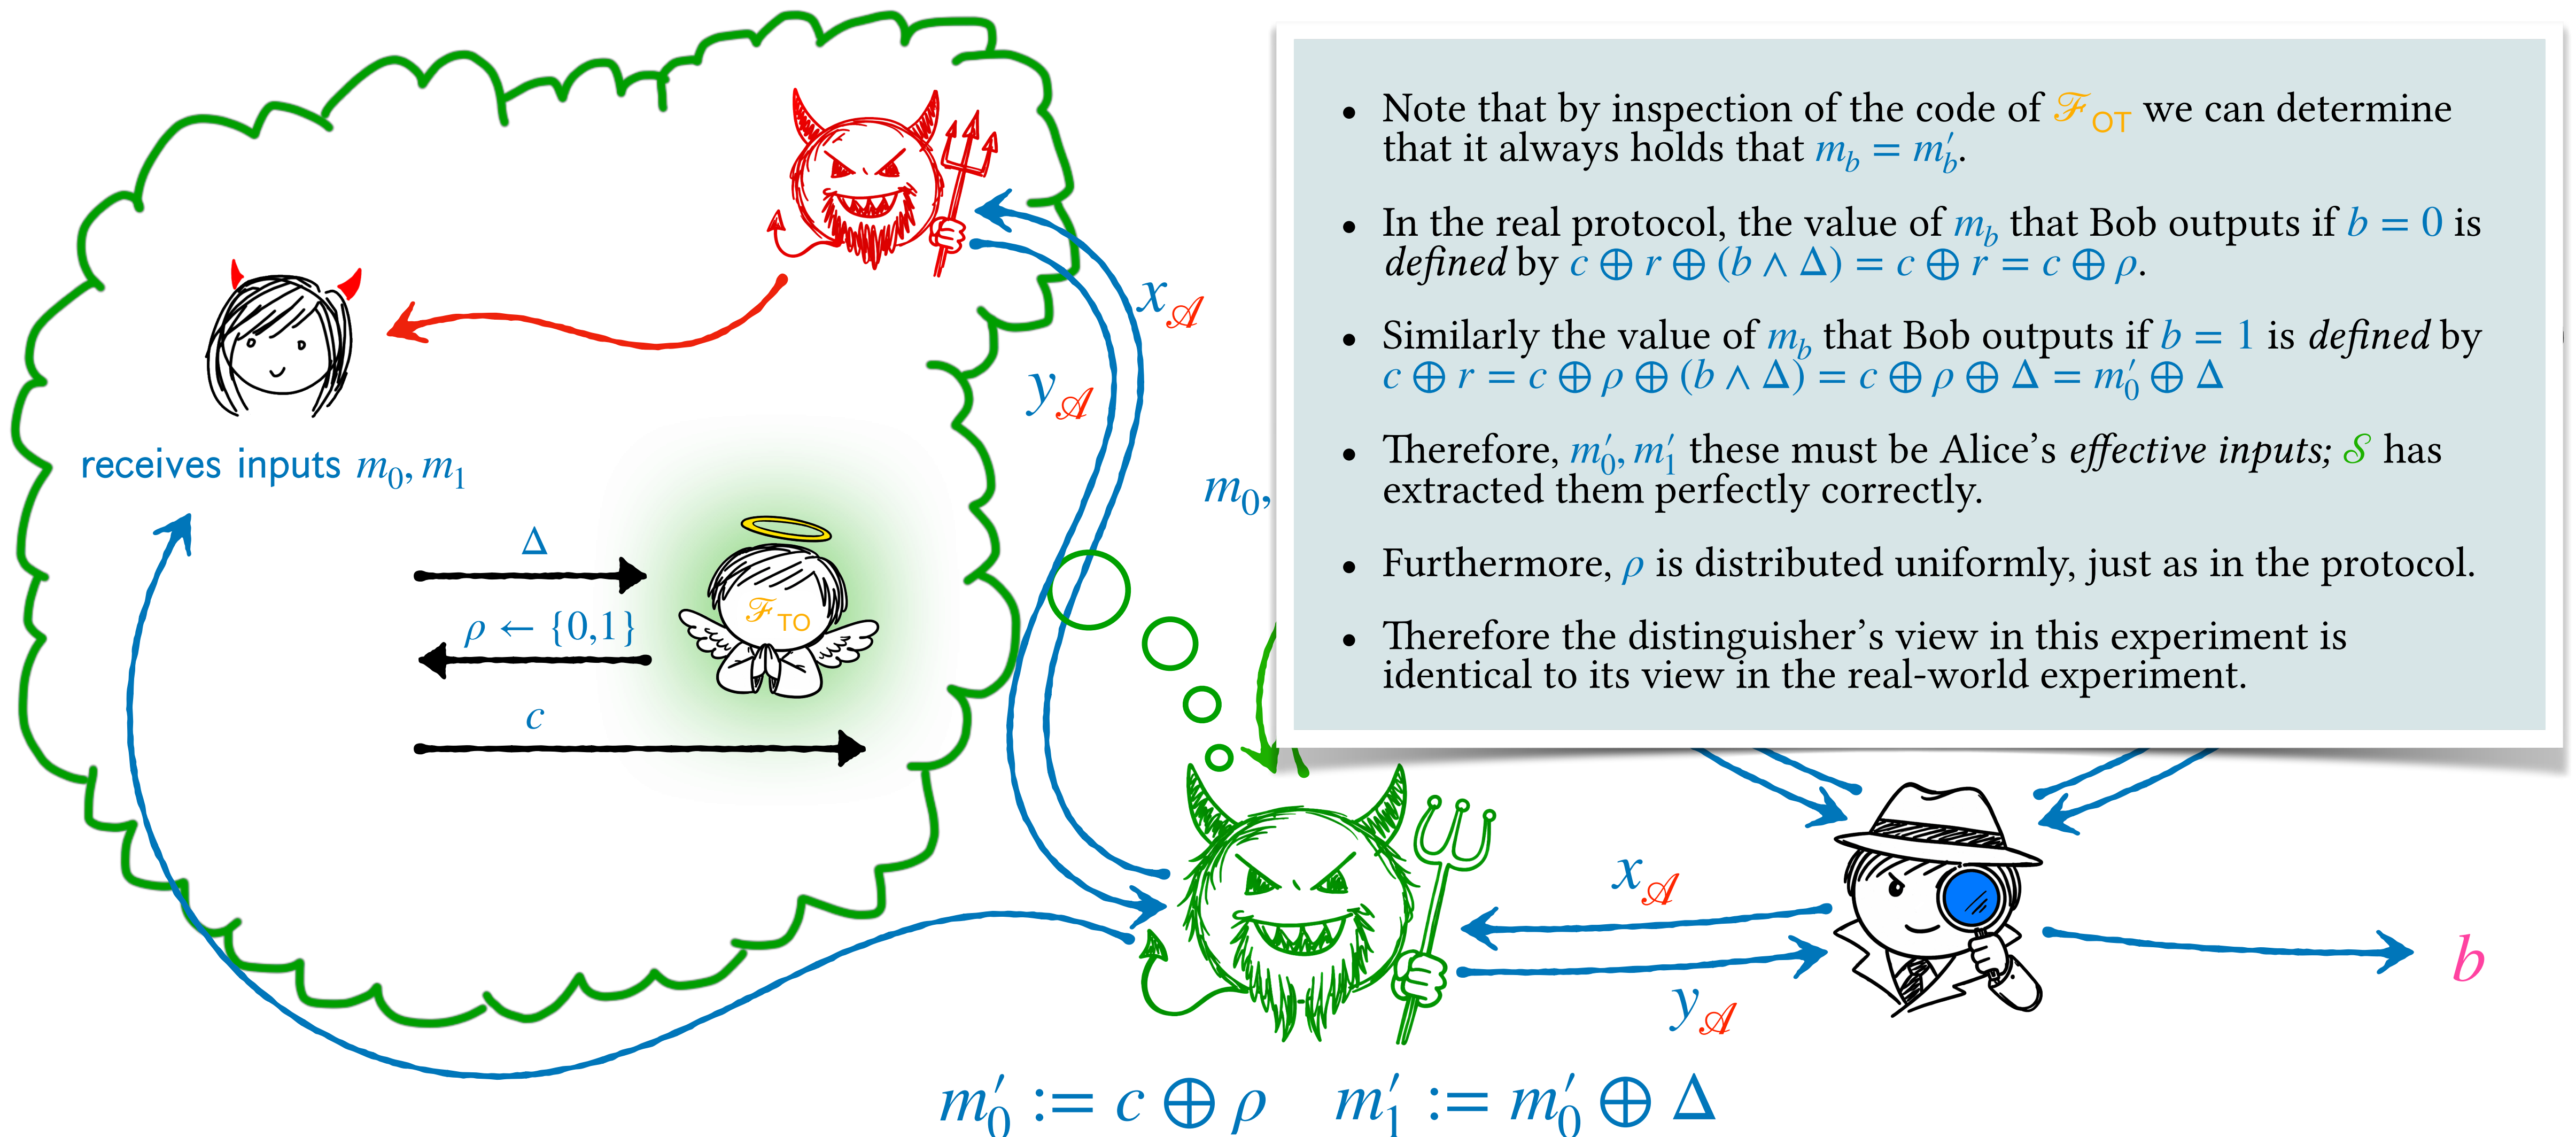 • Note that by inspection of the code of ℱ_OT we can determine
that it always holds that m_b = m′_b.
• In the real protocol, the value of m_b that Bob outputs if b = 0 is
defined by c ⊕ r ⊕ (b ∧ Δ) = c ⊕ r = c ⊕ ρ.
• Similarly the value of m_b that Bob outputs if b = 1 is defined by
c ⊕ r = c ⊕ ρ ⊕ (b ∧ Δ) = c ⊕ ρ ⊕ Δ = m′_0 ⊕ Δ
• Therefore, m′_0, m′_1 these must be Alice’s effective inputs; 𝒮 has
extracted them perfectly correctly.
• Furthermore, ρ is distributed uniformly, just as in the protocol.
• Therefore the distinguisher’s view in this experiment is
identical to its view in the real-world experiment.
x_𝒜
y_𝒜
receives inputs m_0, m_1
m_0,
Δ
ℱ_TO
ρ ← {0,1}
c
x_𝒜
y_𝒜
b
m′_0 := c ⊕ ρ m′_1 := m′_0 ⊕ Δ